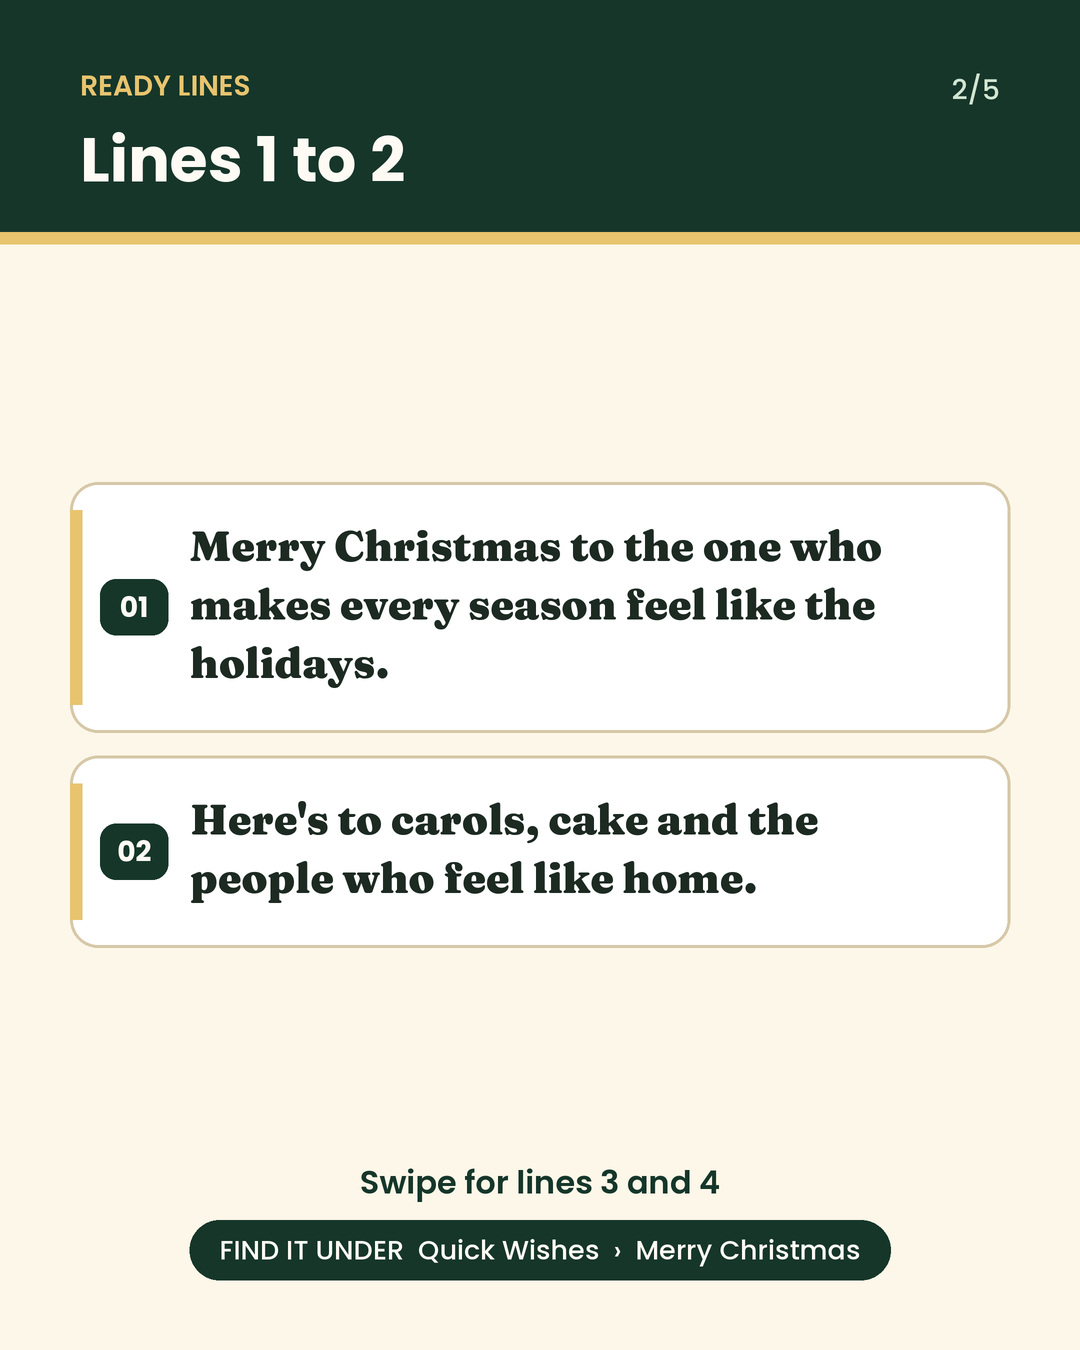 READY LINES
2/5
Lines 1 to 2
01
Merry Christmas to the one who
makes every season feel like the
holidays.
02
Here's to carols, cake and the
people who feel like home.
Swipe for lines 3 and 4
FIND IT UNDER Quick Wishes › Merry Christmas